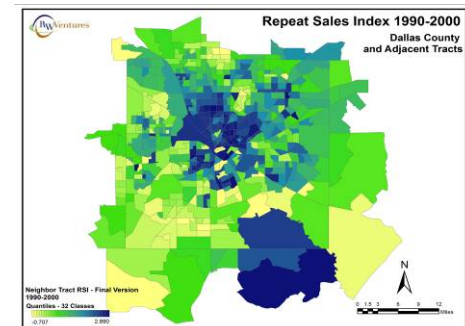 RW Ventures
Repeat Sales Index 1990-2000
Dallas County
and Adjacent Tracts
N
0 1.5 3 6 9 12
Miles
Neighbor Tract RSI - Final Version
1990-2000
Quantiles - 32 Classes
-0.707 2.890